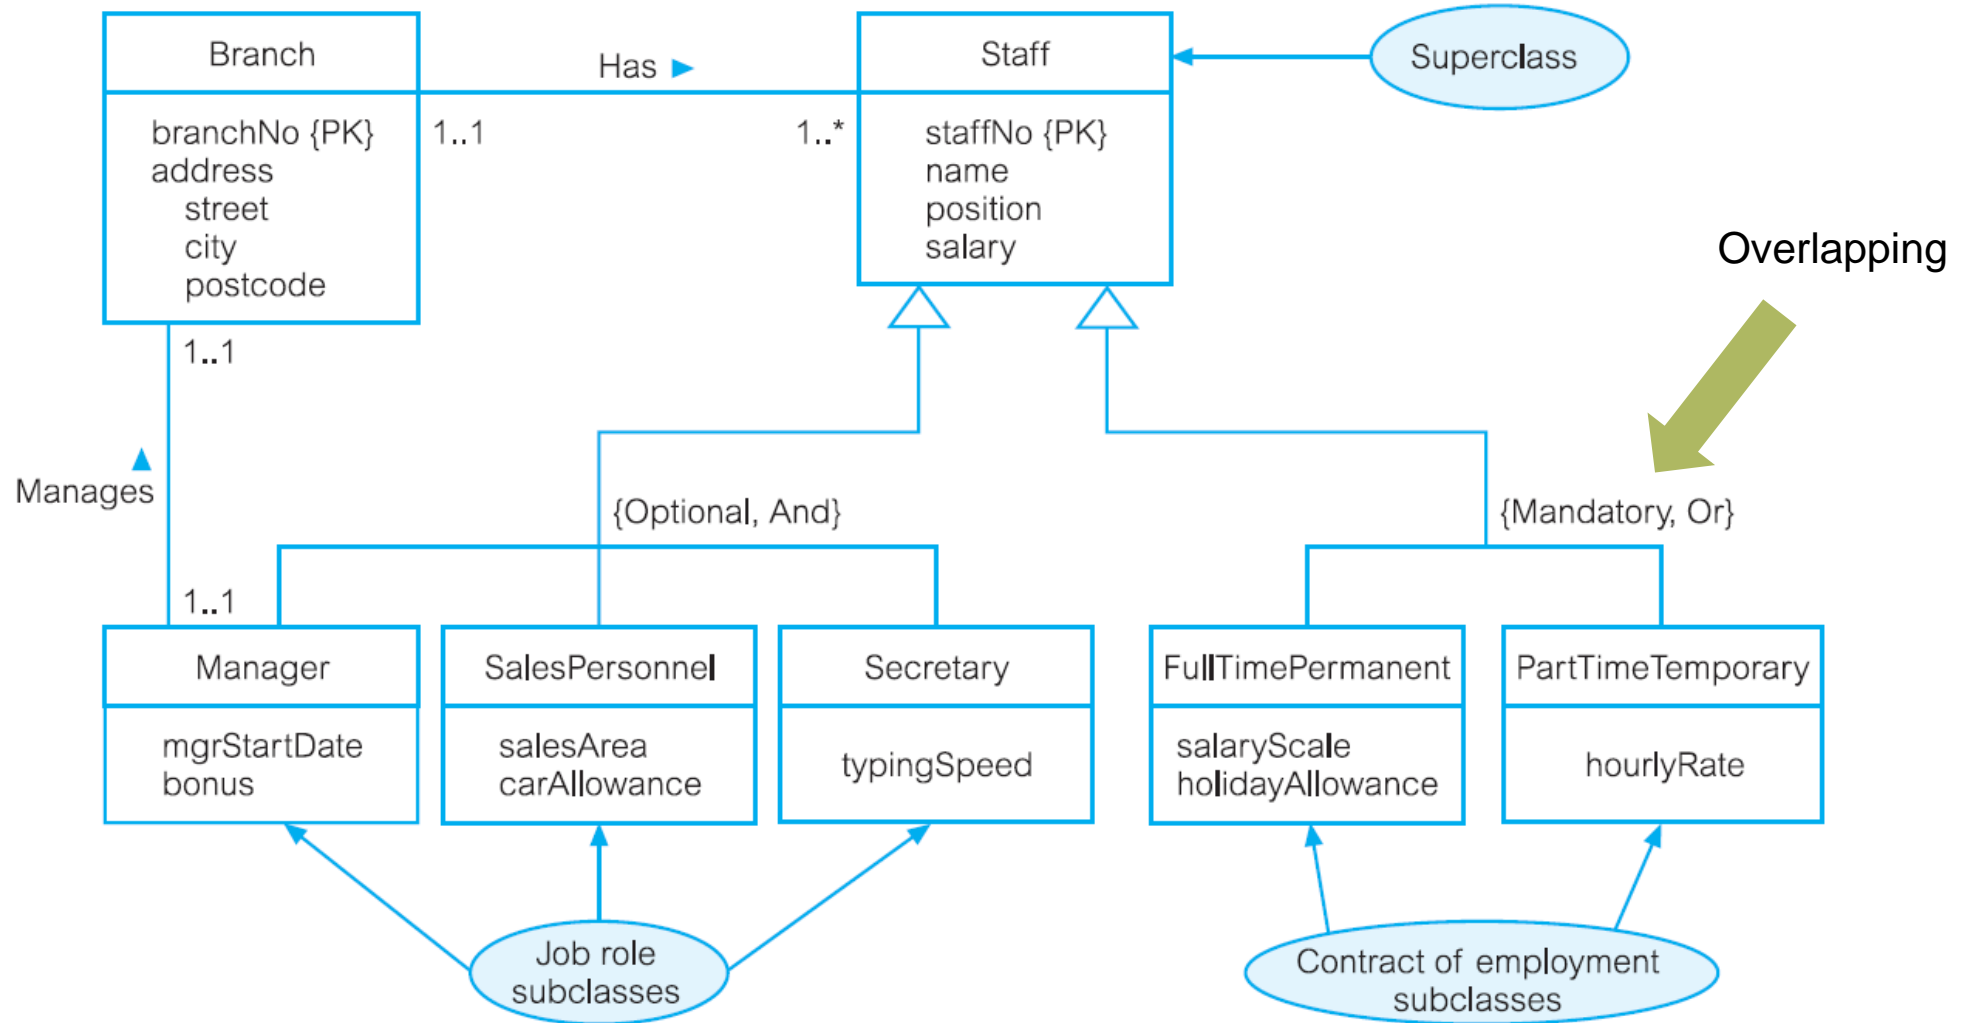 Branch
branchNo {PK}
address
street
city
postcode
Has ►
1..1
1..*
Staff
staffNo {PK}
name
position
salary
Superclass
Overlapping
1..1
▲
Manages
1..1
{Optional, And}
{Mandatory, Or}
Manager
mgrStartDate
bonus
SalesPersonnel
salesArea
carAllowance
Secretary
typingSpeed
FullTimePermanent
salaryScale
holidayAllowance
PartTimeTemporary
hourlyRate
Job role
subclasses
Contract of employment
subclasses